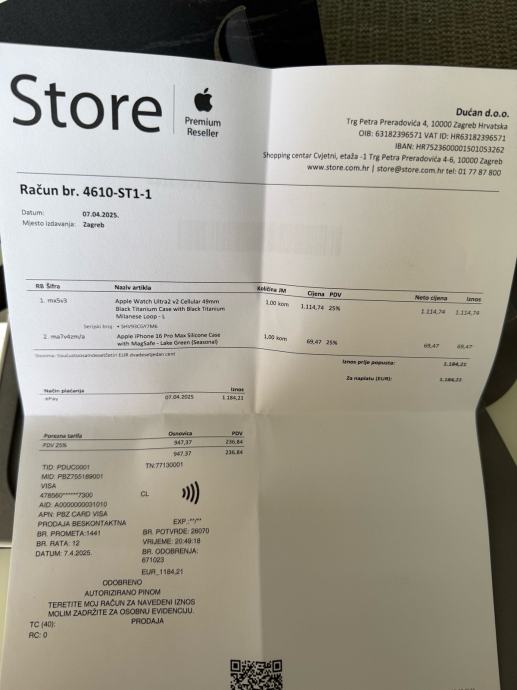 Store
Premium
Reseller
Dućan d.o.o.
Trg Petra Preradovića 4, 10000 Zagreb Hrvatska
OIB: 63182396571 VAT ID: HR63182396571
IBAN: HR7523600001501053262
Shopping centar Cvjetni, etaža -1 Trg Petra Preradovića 4-6, 10000 Zagreb
www.store.com.hr | store@store.com.hr tel: 01 77 87 800
Račun br. 4610-ST1-1
Datum: 07.04.2025.
Mjesto izdavanja: Zagreb
RB Šifra Naziv artikla Količina JM Cijena PDV Neto cijena Iznos
1. mx5v3 Apple Watch Ultra2 v2 Cellular 49mm 1,00 kom 1.114,74 25% 1.114,74 1.114,74
Black Titanium Case with Black Titanium
Milanese Loop - L
Serijski broj:
2. ma7v4zm/a Apple iPhone 16 Pro Max Silicone Case 1,00 kom 69,47 25% 69,47 69,47
with MagSafe - Lake Green (Seasonal)
Iznos prije popusta: 1.184,21
Za naplatu (EUR): 1.184,21
Način plaćanja Iznos
07.04.2025 1.184,21
Porezna tarifa Osnovica PDV
PDV 25% 947,37 236,84
947,37 236,84
TID: PDUC0001 TN:77130001
MID: PBZ755189001
VISA
478560******7300 CL
AID: A0000000031010
APN: PBZ CARD VISA
PRODAJA BESKONTAKTNA EXP.:**/**
BR. PROMETA:1441 BR. POTVRDE: 26070
BR. RATA: 12 VRIJEME: 20:49:18
DATUM: 7.4.2025. BR. ODOBRENJA:
671023
EUR_1184,21
ODOBRENO
AUTORIZIRANO PINOM
TERETITE MOJ RAČUN ZA NAVEDENI IZNOS
MOLIM ZADRŽITE ZA OSOBNU EVIDENCIJU.
TC (40): PRODAJA
RC: 0